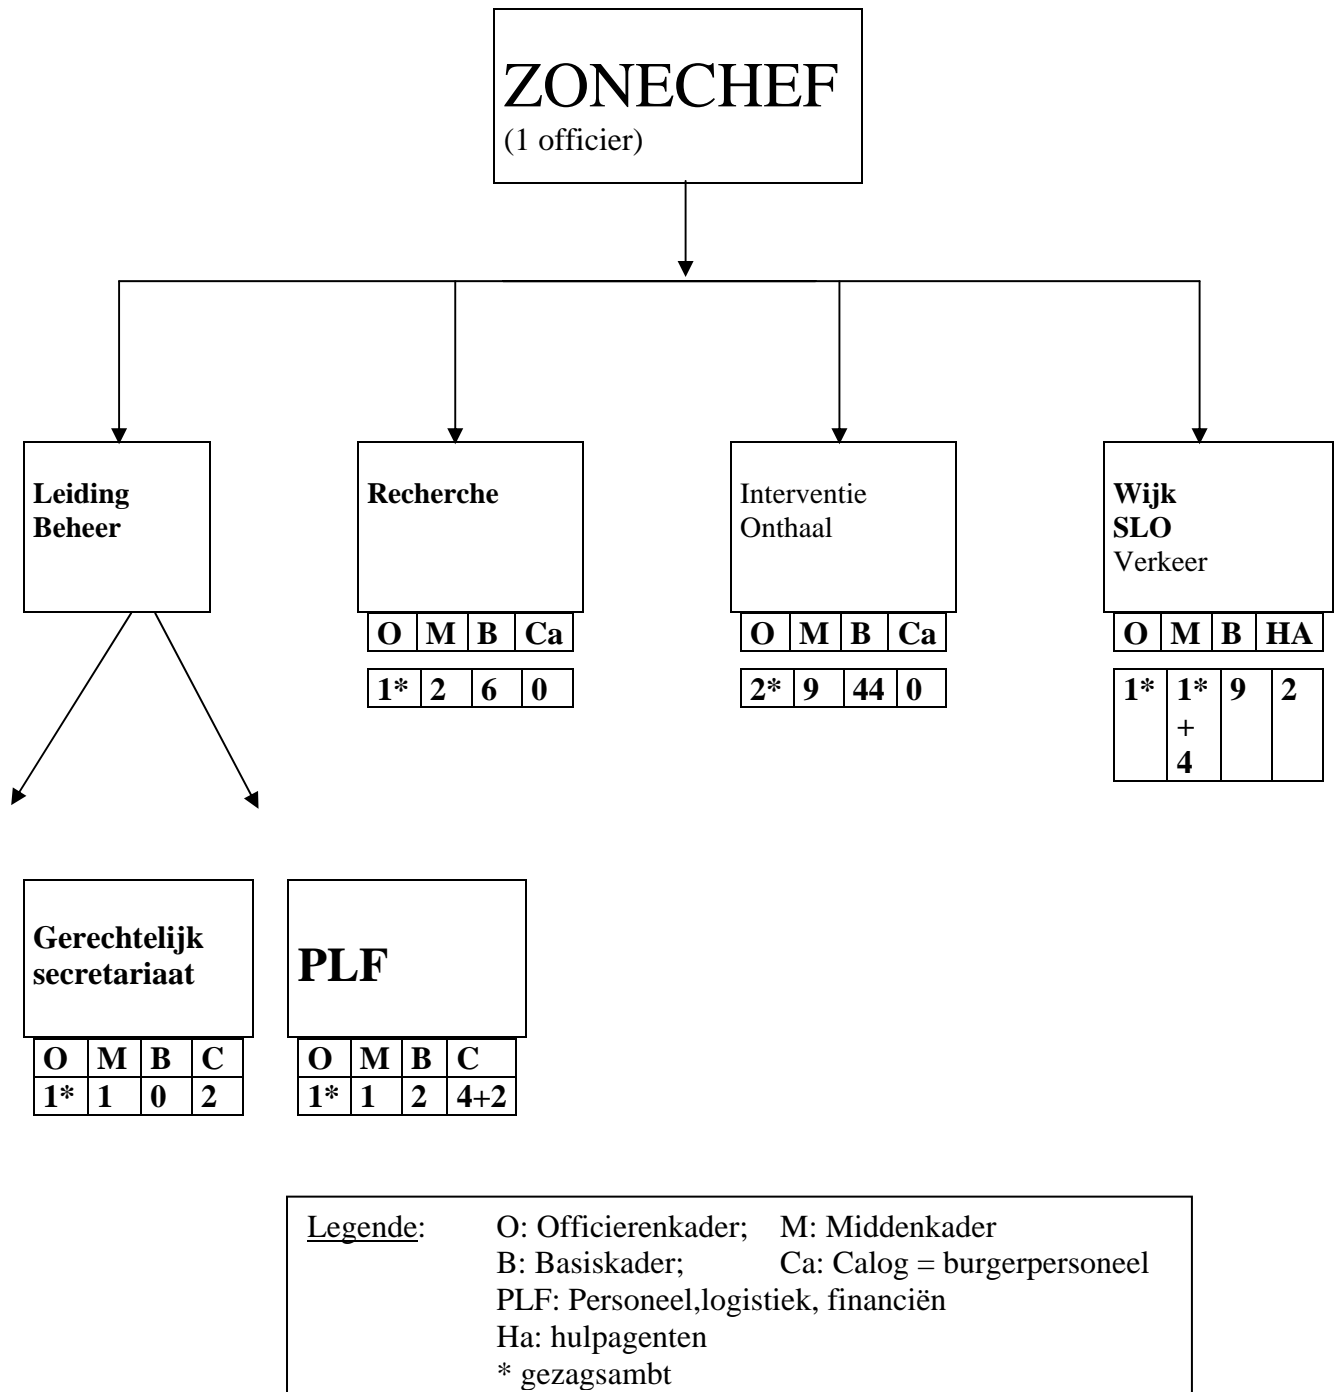 ZONECHEF
(1 officier)
Leiding
Beheer
Recherche
O M B Ca
1* 2 6 0
Interventie
Onthaal
O M B Ca
2* 9 44 0
Wijk
SLO
Verkeer
O M B HA
1* 1* 9 2
+
4
Gerechtelijk
secretariaat
O M B C
1* 1 0 2
PLF
O M B C
1* 1 2 4+2
Legende: O: Officierenkader; M: Middenkader
B: Basiskader; Ca: Calog = burgerpersoneel
PLF: Personeel,logistiek, financiën
Ha: hulpagenten
* gezagsambt